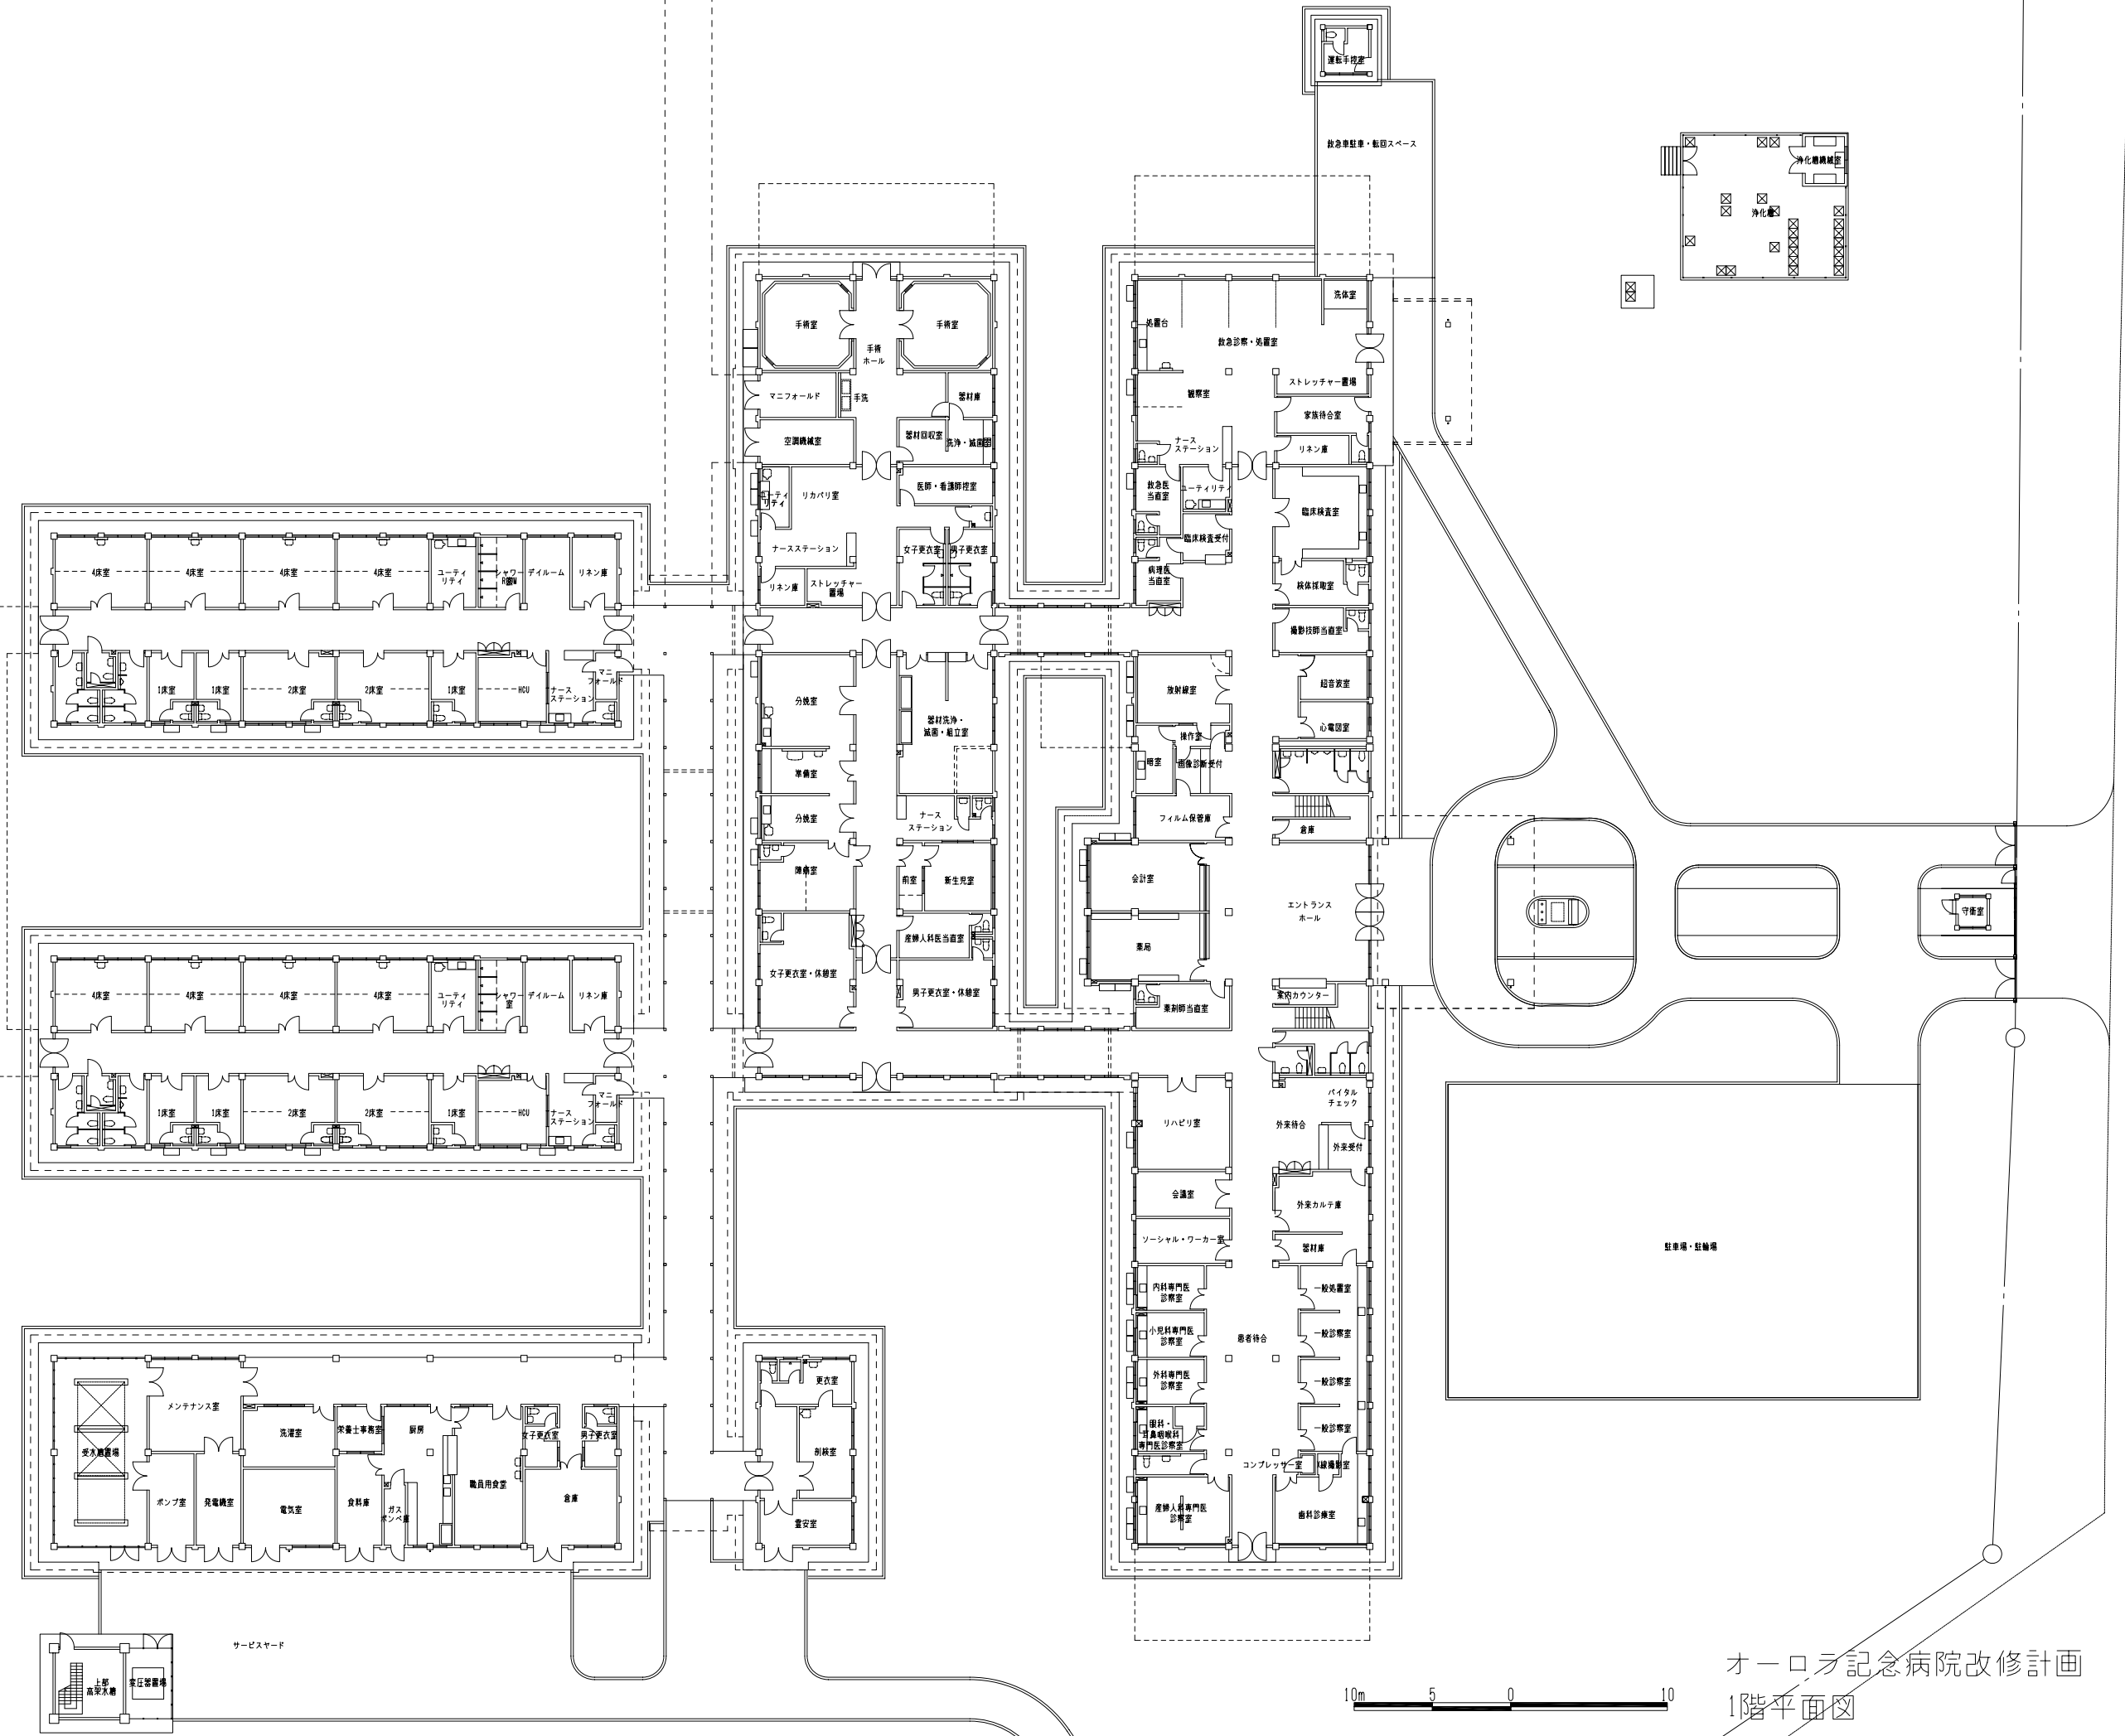 運転手控室
救急車駐車・転回スペース
浄化槽機械室
浄化槽
手術室
手術
ホール
手術室
マニフォールド
手洗
器材庫
空調機械室
器材回収室
洗浄・滅菌室
リカバリ室
医師・看護師控室
ナースステーション
女子更衣室
男子更衣室
リネン庫
ストレッチャー
置場
洗体室
処置台
救急診察・処置室
観察室
ストレッチャー置場
家族待合室
ナース
ステーション
リネン庫
救急医
当直室
ユーティリティ
臨床検査室
臨床検査受付
病理医
当直室
検体採取室
撮影技師当直室
4床室
4床室
4床室
4床室
ユーティ
リティ
デイルーム
リネン庫
1床室
1床室
2床室
2床室
1床室
HCU
ナース
ステーション
マニ
フォールド
分娩室
器材洗浄・
滅菌・組立室
準備室
分娩室
ナース
ステーション
陣痛室
前室
新生児室
産婦人科医当直室
女子更衣室・休憩室
男子更衣室・休憩室
放射線室
超音波室
心電図室
操作室
暗室
画像診断受付
フィルム保管庫
倉庫
会計室
エントランス
ホール
薬局
案内カウンター
薬剤師当直室
守衛室
4床室
4床室
4床室
4床室
ユーティ
リティ
シャワー
室
デイルーム
リネン庫
1床室
1床室
2床室
2床室
1床室
HCU
ナース
ステーション
マニ
フォールド
バイタル
チェック
リハビリ室
外来待合
外来受付
会議室
外来カルテ庫
ソーシャル・ワーカー室
器材庫
内科専門医
診察室
一般処置室
小児科専門医
診察室
患者待合
一般診察室
外科専門医
診察室
一般診察室
眼科・
耳鼻咽喉科
専門医診察室
一般診察室
コンプレッサー室
X線撮影室
産婦人科専門医
診察室
歯科診療室
駐車場・駐輪場
メンテナンス室
受水槽置場
洗濯室
栄養士事務室
厨房
女子更衣室
男子更衣室
ポンプ室
発電機室
電気室
食料庫
ガス
ボンベ庫
職員用食堂
倉庫
更衣室
剖検室
霊安室
サービスヤード
上部
高架水槽
変圧器置場
10m 5 0 10
オーロラ記念病院改修計画
1階平面図